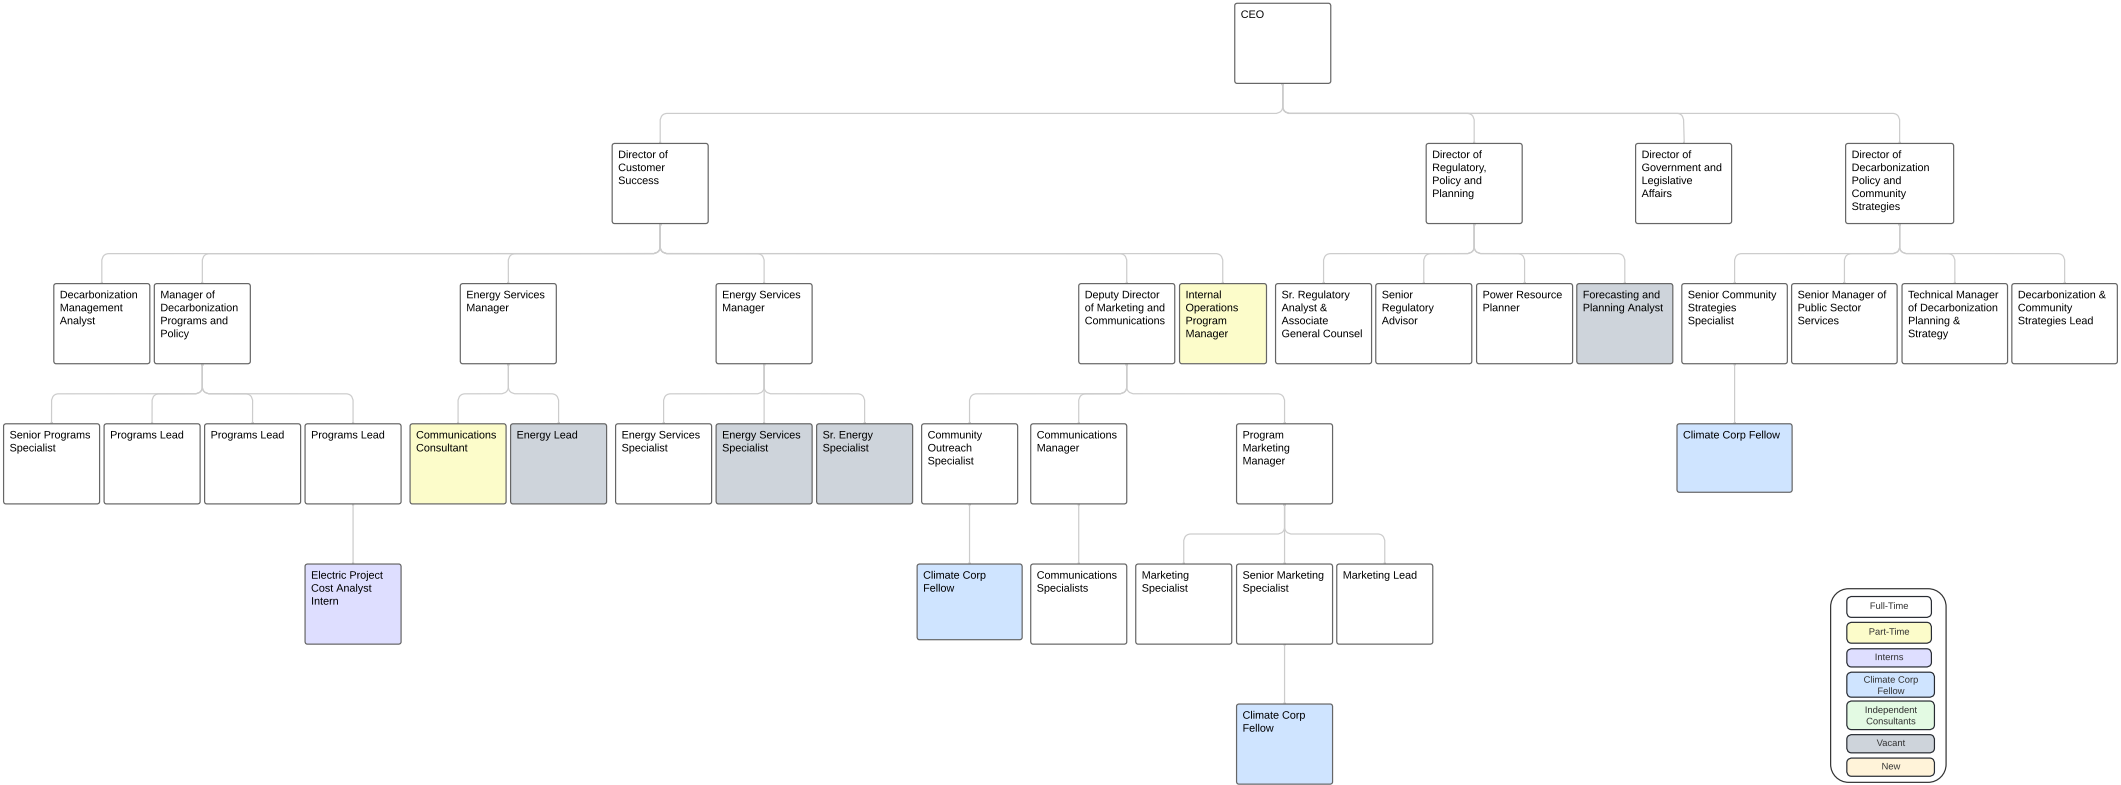 CEO
Director of
Customer
Success
Director of
Regulatory,
Policy and
Planning
Director of
Government and
Legislative
Affairs
Director of
Decarbonization
Policy and
Community
Strategies
Decarbonization
Management
Analyst
Manager of
Decarbonization
Programs and
Policy
Energy Services
Manager
Energy Services
Manager
Deputy Director
of Marketing and
Communications
Internal
Operations
Program
Manager
Sr. Regulatory
Analyst &
Associate
General Counsel
Senior
Regulatory
Advisor
Power Resource
Planner
Forecasting and
Planning Analyst
Senior Community
Strategies
Specialist
Senior Manager of
Public Sector
Services
Technical Manager
of Decarbonization
Planning &
Strategy
Decarbonization &
Community
Strategies Lead
Senior Programs
Specialist
Programs Lead
Programs Lead
Programs Lead
Communications
Consultant
Energy Lead
Energy Services
Specialist
Energy Services
Specialist
Sr. Energy
Specialist
Community
Outreach
Specialist
Communications
Manager
Program
Marketing
Manager
Climate Corp Fellow
Electric Project
Cost Analyst
Intern
Climate Corp
Fellow
Communications
Specialists
Marketing
Specialist
Senior Marketing
Specialist
Marketing Lead
Climate Corp
Fellow
Full-Time
Part-Time
Interns
Climate Corp
Fellow
Independent
Consultants
Vacant
New